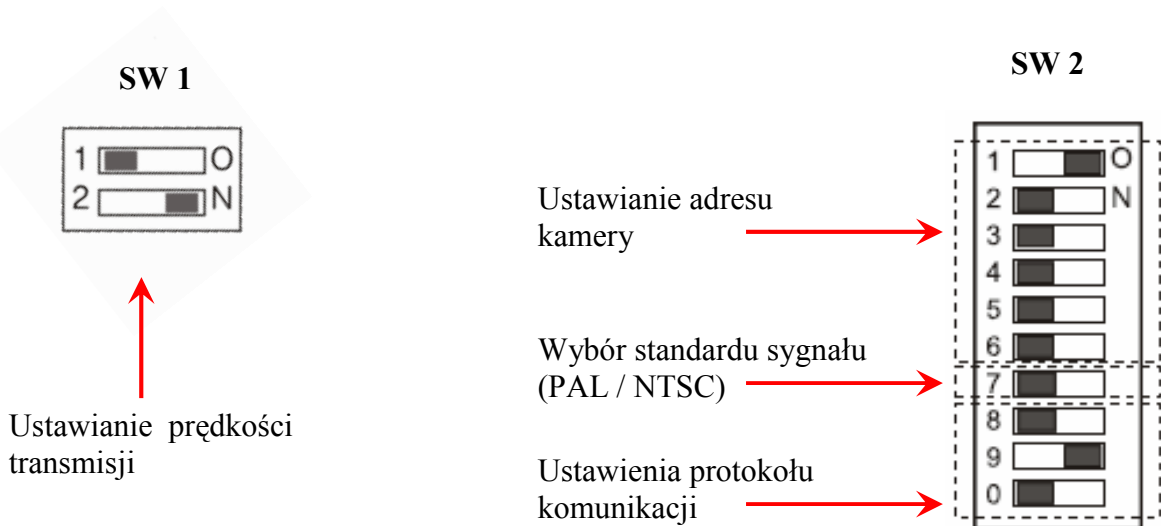 SW 1
1 O
2 N
Ustawianie prędkości
transmisji
SW 2
Ustawianie adresu
kamery
Wybór standardu sygnału
(PAL / NTSC)
Ustawienia protokołu
komunikacji
1 O
2 N
3
4
5
6
7
8
9
0